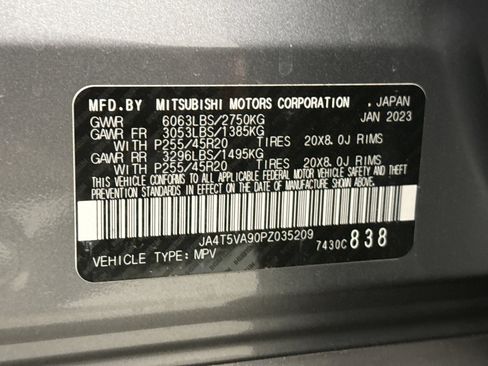 MFD.BY MITSUBISHI MOTORS CORPORATION . JAPAN
GVWR 6063LBS/2750KG JAN 2023
GAWR FR 3053LBS/1385KG
WITH P255/45R20 TIRES 20X8.0J RIMS
GAWR RR 3296LBS/1495KG
WITH P255/45R20 TIRES 20X8.0J RIMS
THIS VEHICLE CONFORMS TO ALL APPLICABLE FEDERAL
MOTOR VEHICLE SAFETY AND THEFT PREVENTION
STANDARDS IN EFFECT ON THE DATE OF MANUFACTURE
SHOWN ABOVE.
JA4T5VA90PZ035209
7430C 838
VEHICLE TYPE: MPV